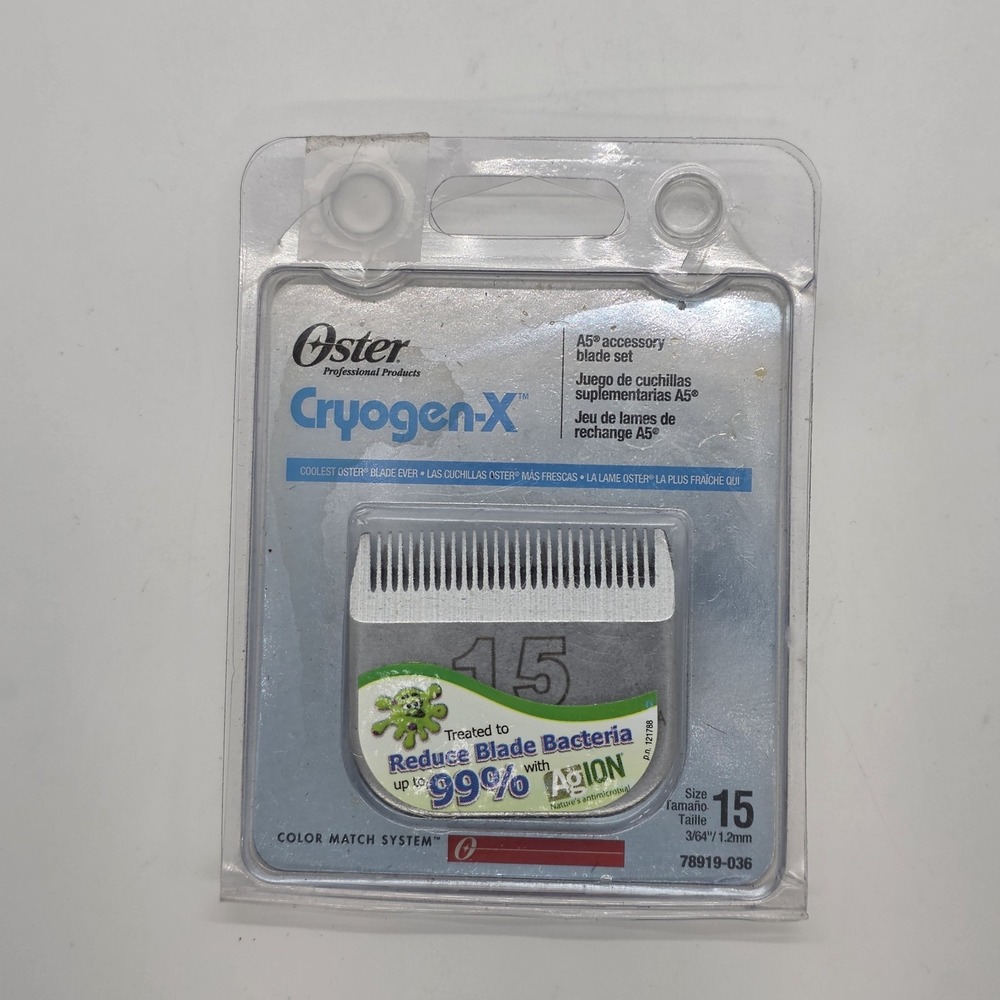 Oster
Professional Products
Cryogen-X™
A5® accessory
blade set
Juego de cuchillas
suplementarias A5®
Jeu de lames de
rechange A5®
COOLEST OSTER® BLADE EVER • LAS CUCHILLAS OSTER® MÁS FRESCAS • LA LAME OSTER® LA PLUS FRAÎCHE QUI
15
Treated to
Reduce Blade Bacteria
up to 99% with AgION
Nature's antimicrobial
p.n. 121788
Size
Tamaño
Taille
15
3/64"/1.2mm
78919-036
COLOR MATCH SYSTEM™